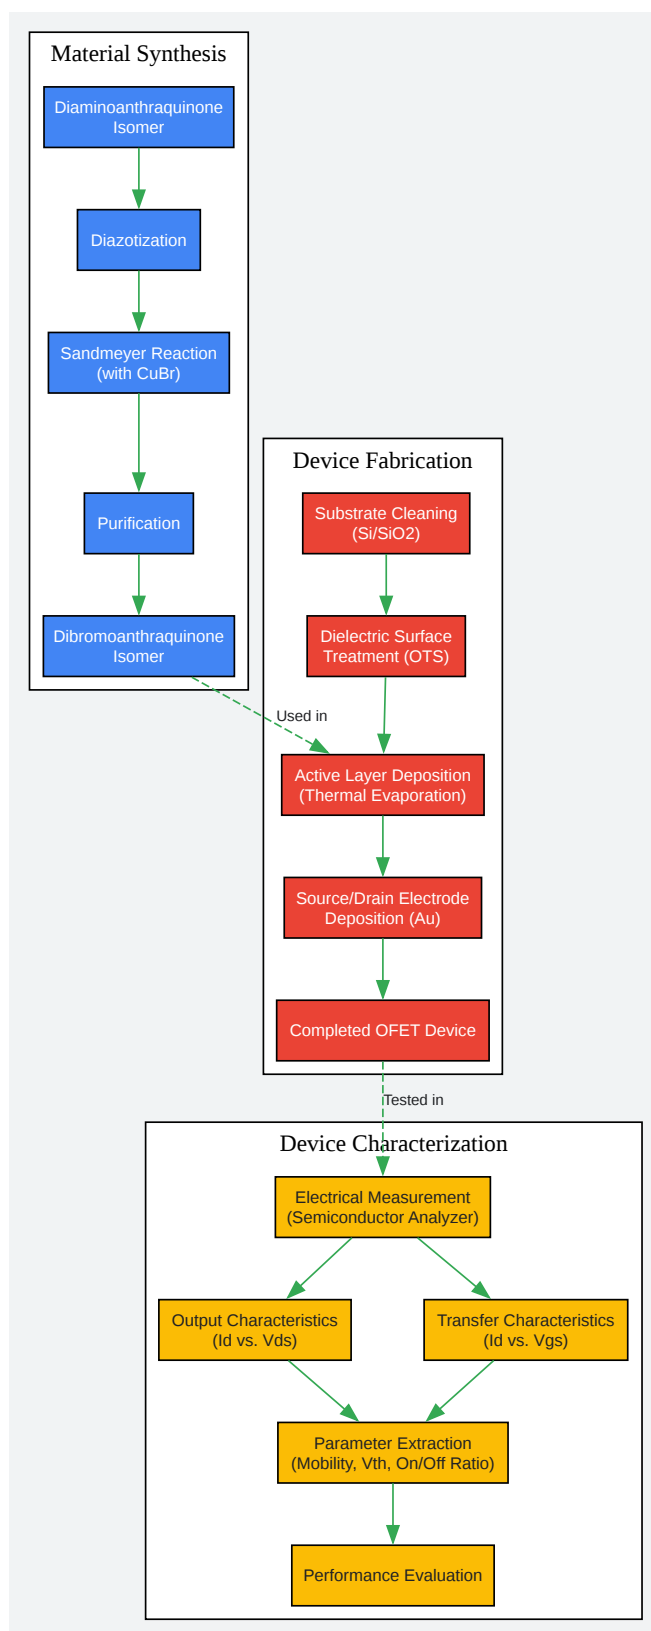 Material Synthesis
Diaminoanthraquinone
Isomer
Diazotization
Sandmeyer Reaction
(with CuBr)
Purification
Dibromoanthraquinone
Isomer
Used in
Device Fabrication
Substrate Cleaning
(Si/SiO2)
Dielectric Surface
Treatment (OTS)
Active Layer Deposition
(Thermal Evaporation)
Source/Drain Electrode
Deposition (Au)
Completed OFET Device
Tested in
Device Characterization
Electrical Measurement
(Semiconductor Analyzer)
Output Characteristics
(Id vs. Vds)
Transfer Characteristics
(Id vs. Vgs)
Parameter Extraction
(Mobility, Vth, On/Off Ratio)
Performance Evaluation